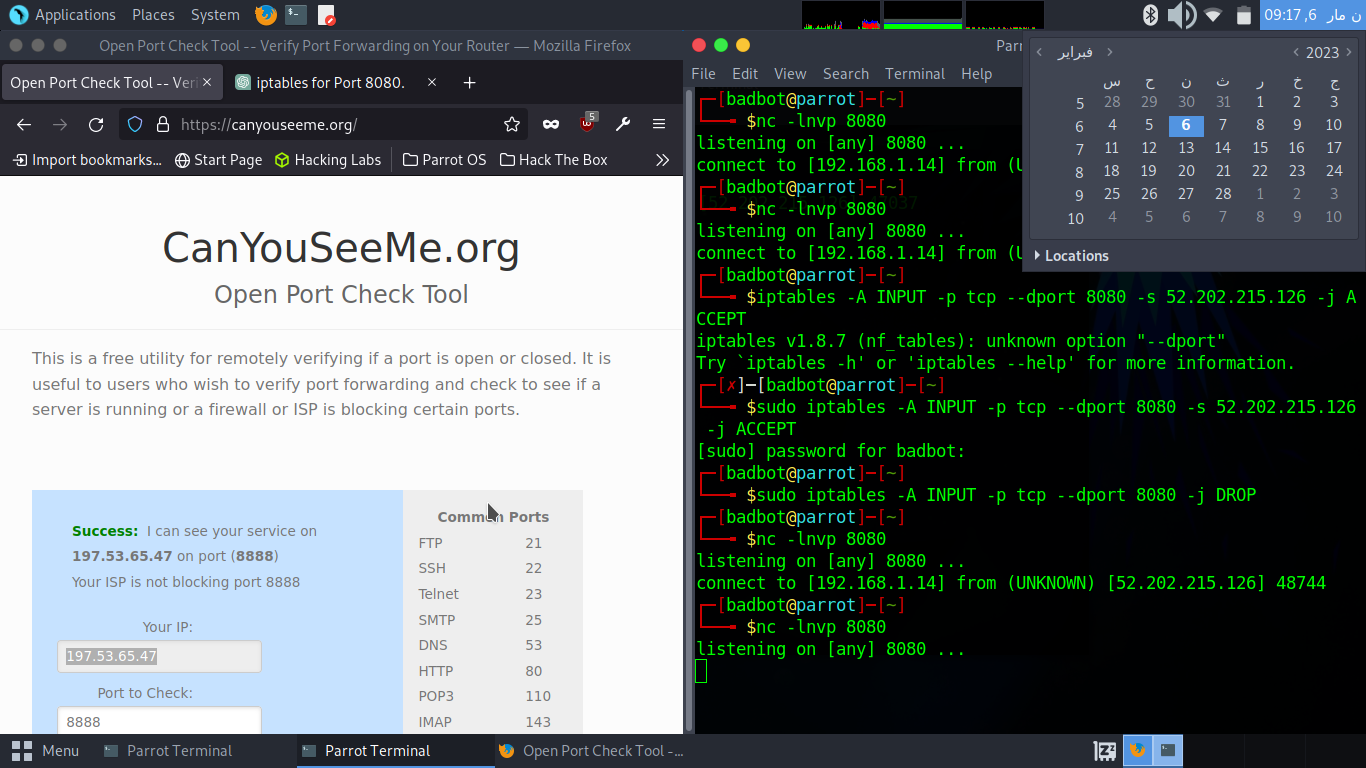 Applications Places System
ن مار 6, 09:17
Open Port Check Tool -- Verify Port Forwarding on Your Router — Mozilla Firefox
Open Port Check Tool -- Veri
iptables for Port 8080.
https://canyouseeme.org/
5
Import bookmarks...
Start Page
Hacking Labs
Parrot OS
Hack The Box
CanYouSeeMe.org
Open Port Check Tool
This is a free utility for remotely verifying if a port is open or closed. It is
useful to users who wish to verify port forwarding and check to see if a
server is running or a firewall or ISP is blocking certain ports.
Success: I can see your service on
197.53.65.47 on port (8888)
Your ISP is not blocking port 8888
Your IP:
197.53.65.47
Port to Check:
8888
Common Ports
FTP 21
SSH 22
Telnet 23
SMTP 25
DNS 53
HTTP 80
POP3 110
IMAP 143
Parr
File Edit View Search Terminal Help
┌─[badbot@parrot]─[~]
└──╼ $nc -lnvp 8080
listening on [any] 8080 ...
connect to [192.168.1.14] from (U
┌─[badbot@parrot]─[~]
└──╼ $nc -lnvp 8080
listening on [any] 8080 ...
connect to [192.168.1.14] from (U
┌─[badbot@parrot]─[~]
└──╼ $iptables -A INPUT -p tcp --dport 8080 -s 52.202.215.126 -j A
CCEPT
iptables v1.8.7 (nf_tables): unknown option "--dport"
Try `iptables -h' or 'iptables --help' for more information.
┌─[✗]─[badbot@parrot]─[~]
└──╼ $sudo iptables -A INPUT -p tcp --dport 8080 -s 52.202.215.126
-j ACCEPT
[sudo] password for badbot:
┌─[badbot@parrot]─[~]
└──╼ $sudo iptables -A INPUT -p tcp --dport 8080 -j DROP
┌─[badbot@parrot]─[~]
└──╼ $nc -lnvp 8080
listening on [any] 8080 ...
connect to [192.168.1.14] from (UNKNOWN) [52.202.215.126] 48744
┌─[badbot@parrot]─[~]
└──╼ $nc -lnvp 8080
listening on [any] 8080 ...
فبراير 2023
س ح ن ث ر خ ج
5 28 29 30 31 1 2 3
6 4 5 6 7 8 9 10
7 11 12 13 14 15 16 17
8 18 19 20 21 22 23 24
9 25 26 27 28 1 2 3
10 4 5 6 7 8 9 10
Locations
Menu
Parrot Terminal
Parrot Terminal
Open Port Check Tool -...